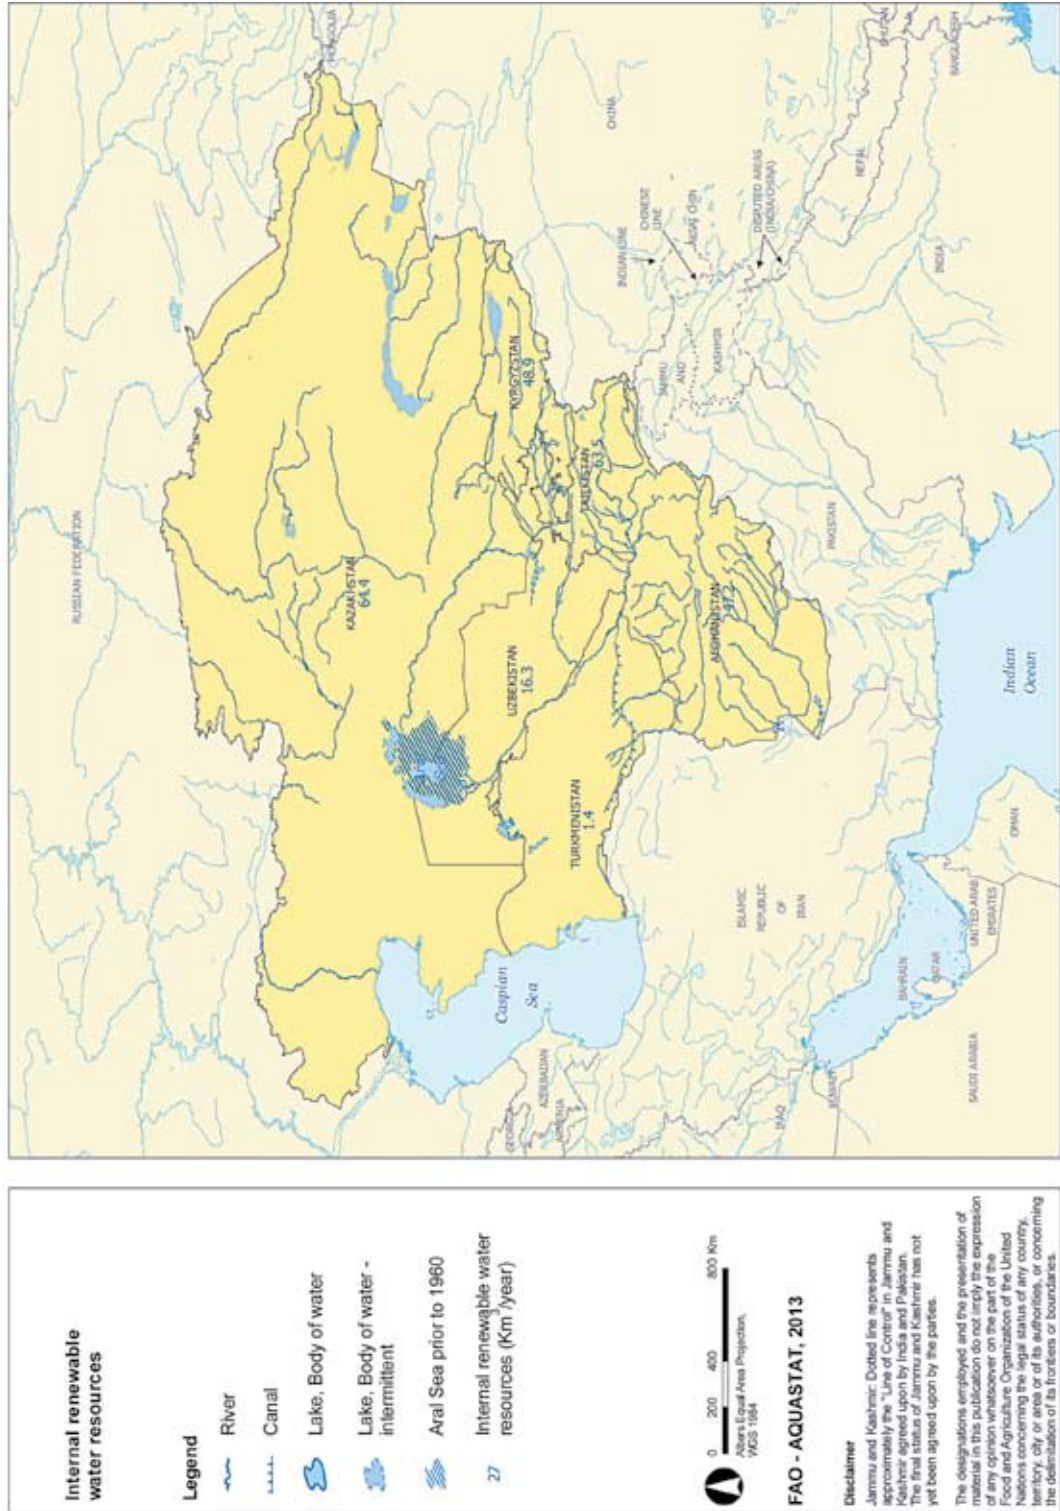 Internal renewable
water resources
Legend
River
Canal
Lake, Body of water
Lake, Body of water -
intermittent
Aral Sea prior to 1960
27
Internal renewable water
resources (Km³/year)
0 200 400 800 Km
Albers Equal Area Projection,
WGS 1984
FAO - AQUASTAT, 2013
Disclaimer
Jammu and Kashmir: Dotted line represents
approximately the "Line of Control" in Jammu and
Kashmir agreed upon by India and Pakistan.
The final status of Jammu and Kashmir has not
yet been agreed upon by the parties.
The designations employed and the presentation of
material in this publication do not imply the expression
of any opinion whatsoever on the part of the
Food and Agriculture Organization of the United
Nations concerning the legal status of any country,
territory, city or area or of its authorities, or concerning
the delimitation of its frontiers or boundaries.
RUSSIAN FEDERATION
MONGOLIA
KAZAKHSTAN
64.4
UZBEKISTAN
16.3
KYRGYZSTAN
48.9
TURKMENISTAN
1.4
TAJIKISTAN
63.5
AFGHANISTAN
47.2
Caspian
Sea
GEORGIA
AZERBAIJAN
ARMENIA
CHINA
INDIAN LINE
CHINESE
LINE
Aksai Chin
JAMMU
AND
KASHMIR
DISPUTED AREAS
(INDIA/CHINA)
ISLAMIC
REPUBLIC
OF
IRAN
PAKISTAN
NEPAL
BHUTAN
BANGLADESH
INDIA
IRAQ
KUWAIT
BAHRAIN
QATAR
UNITED ARAB
EMIRATES
OMAN
SAUDI ARABIA
Indian
Ocean